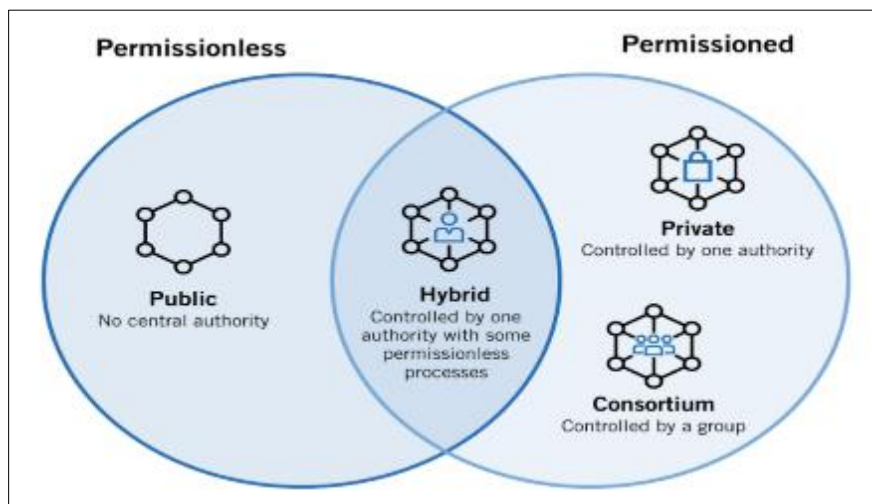 Permissionless
Permissioned
Public
No central authority
Hybrid
Controlled by one
authority with some
permissionless
processes
Private
Controlled by one authority
Consortium
Controlled by a group